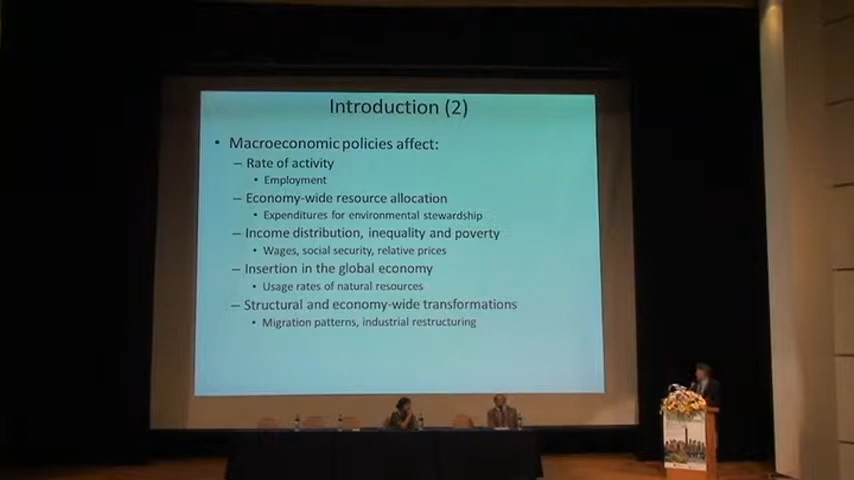 Introduction (2)
• Macroeconomic policies affect:
– Rate of activity
• Employment
– Economy-wide resource allocation
• Expenditures for environmental stewardship
– Income distribution, inequality and poverty
• Wages, social security, relative prices
– Insertion in the global economy
• Usage rates of natural resources
– Structural and economy-wide transformations
• Migration patterns, industrial restructuring